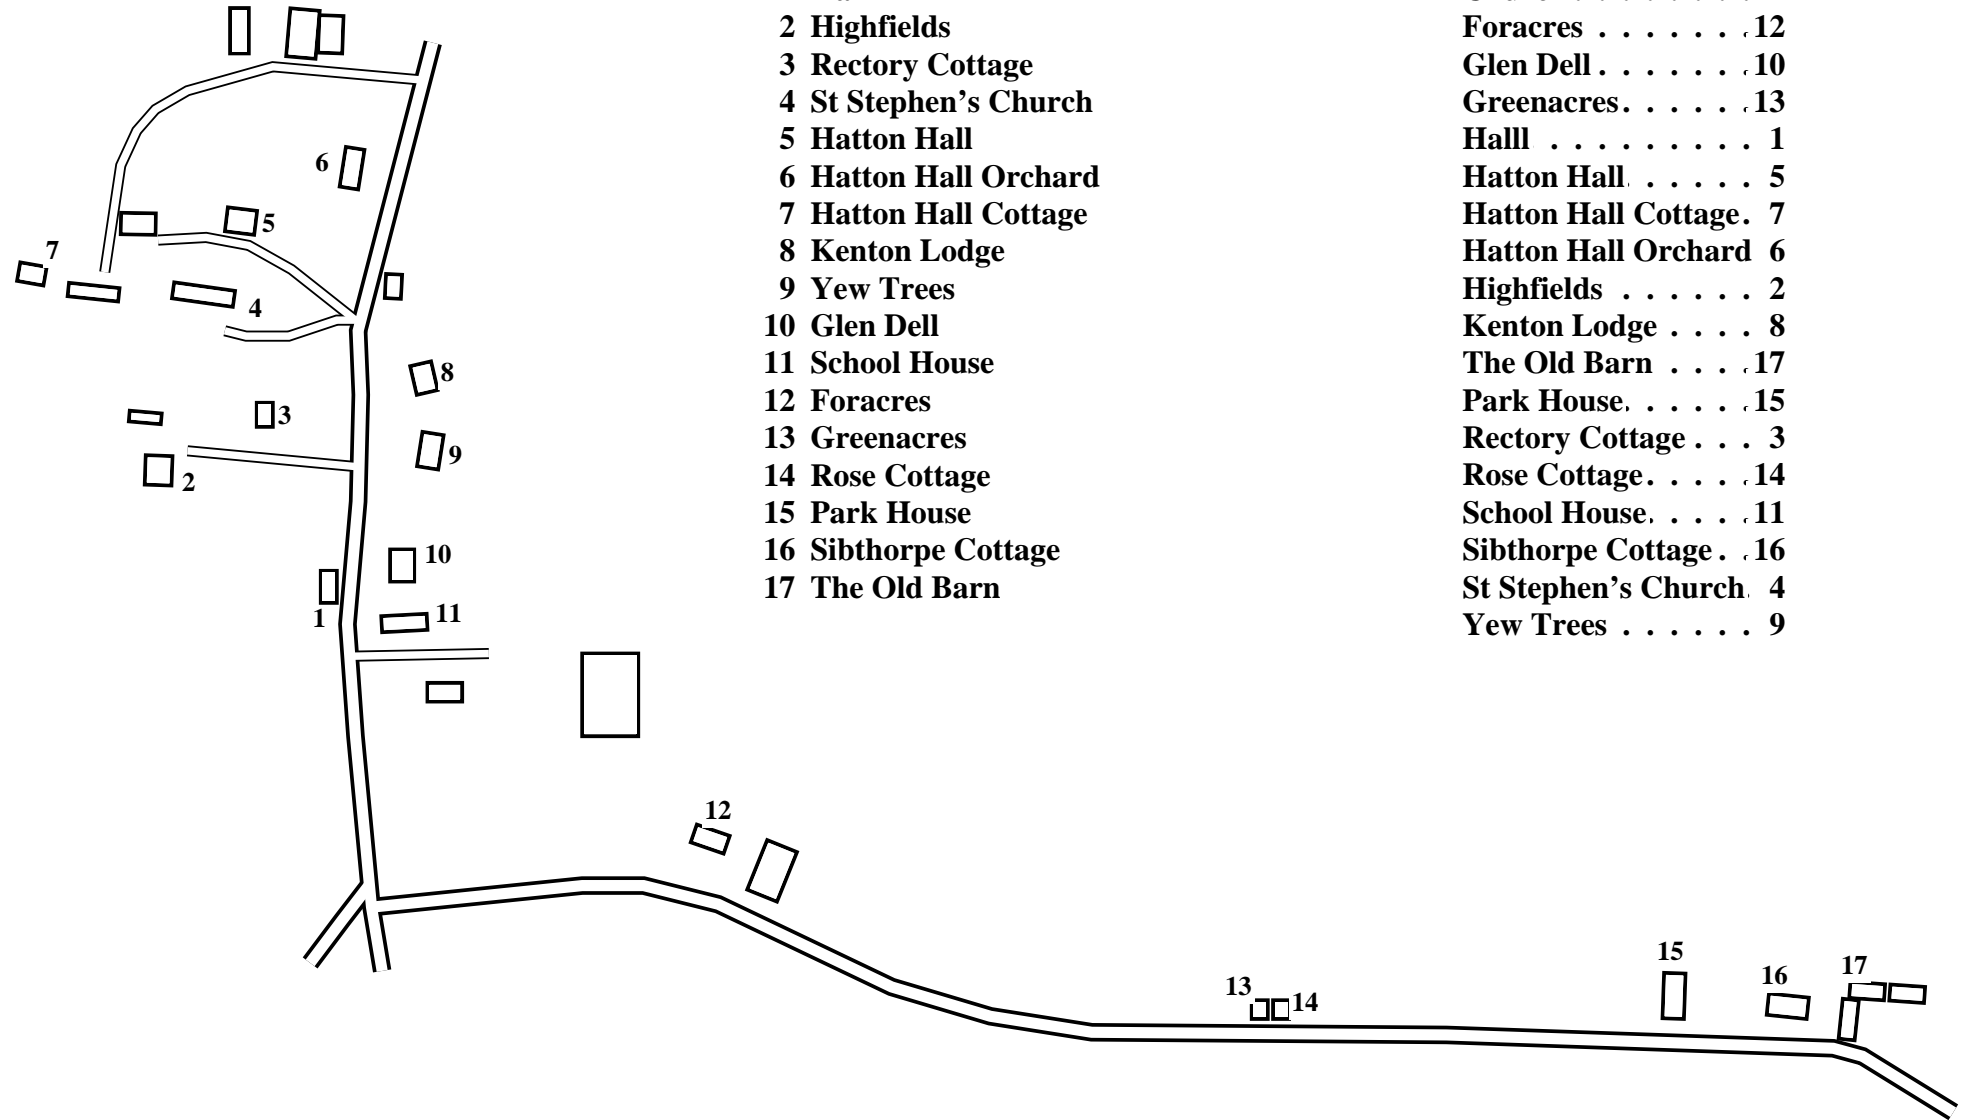 2 Highfields
3 Rectory Cottage
4 St Stephen's Church
5 Hatton Hall
6 Hatton Hall Orchard
7 Hatton Hall Cottage
8 Kenton Lodge
9 Yew Trees
10 Glen Dell
11 School House
12 Foracres
13 Greenacres
14 Rose Cottage
15 Park House
16 Sibthorpe Cottage
17 The Old Barn
Foracres . . . . . . . 12
Glen Dell . . . . . . . 10
Greenacres . . . . . . 13
Halll . . . . . . . . . 1
Hatton Hall . . . . . . 5
Hatton Hall Cottage . 7
Hatton Hall Orchard 6
Highfields . . . . . . 2
Kenton Lodge . . . . 8
The Old Barn . . . . 17
Park House . . . . . . 15
Rectory Cottage . . . 3
Rose Cottage . . . . . 14
School House . . . . . 11
Sibthorpe Cottage . . 16
St Stephen's Church . 4
Yew Trees . . . . . . 9
6
5
7
4
8
3
9
2
10
1
11
12
15
17
16
13
14